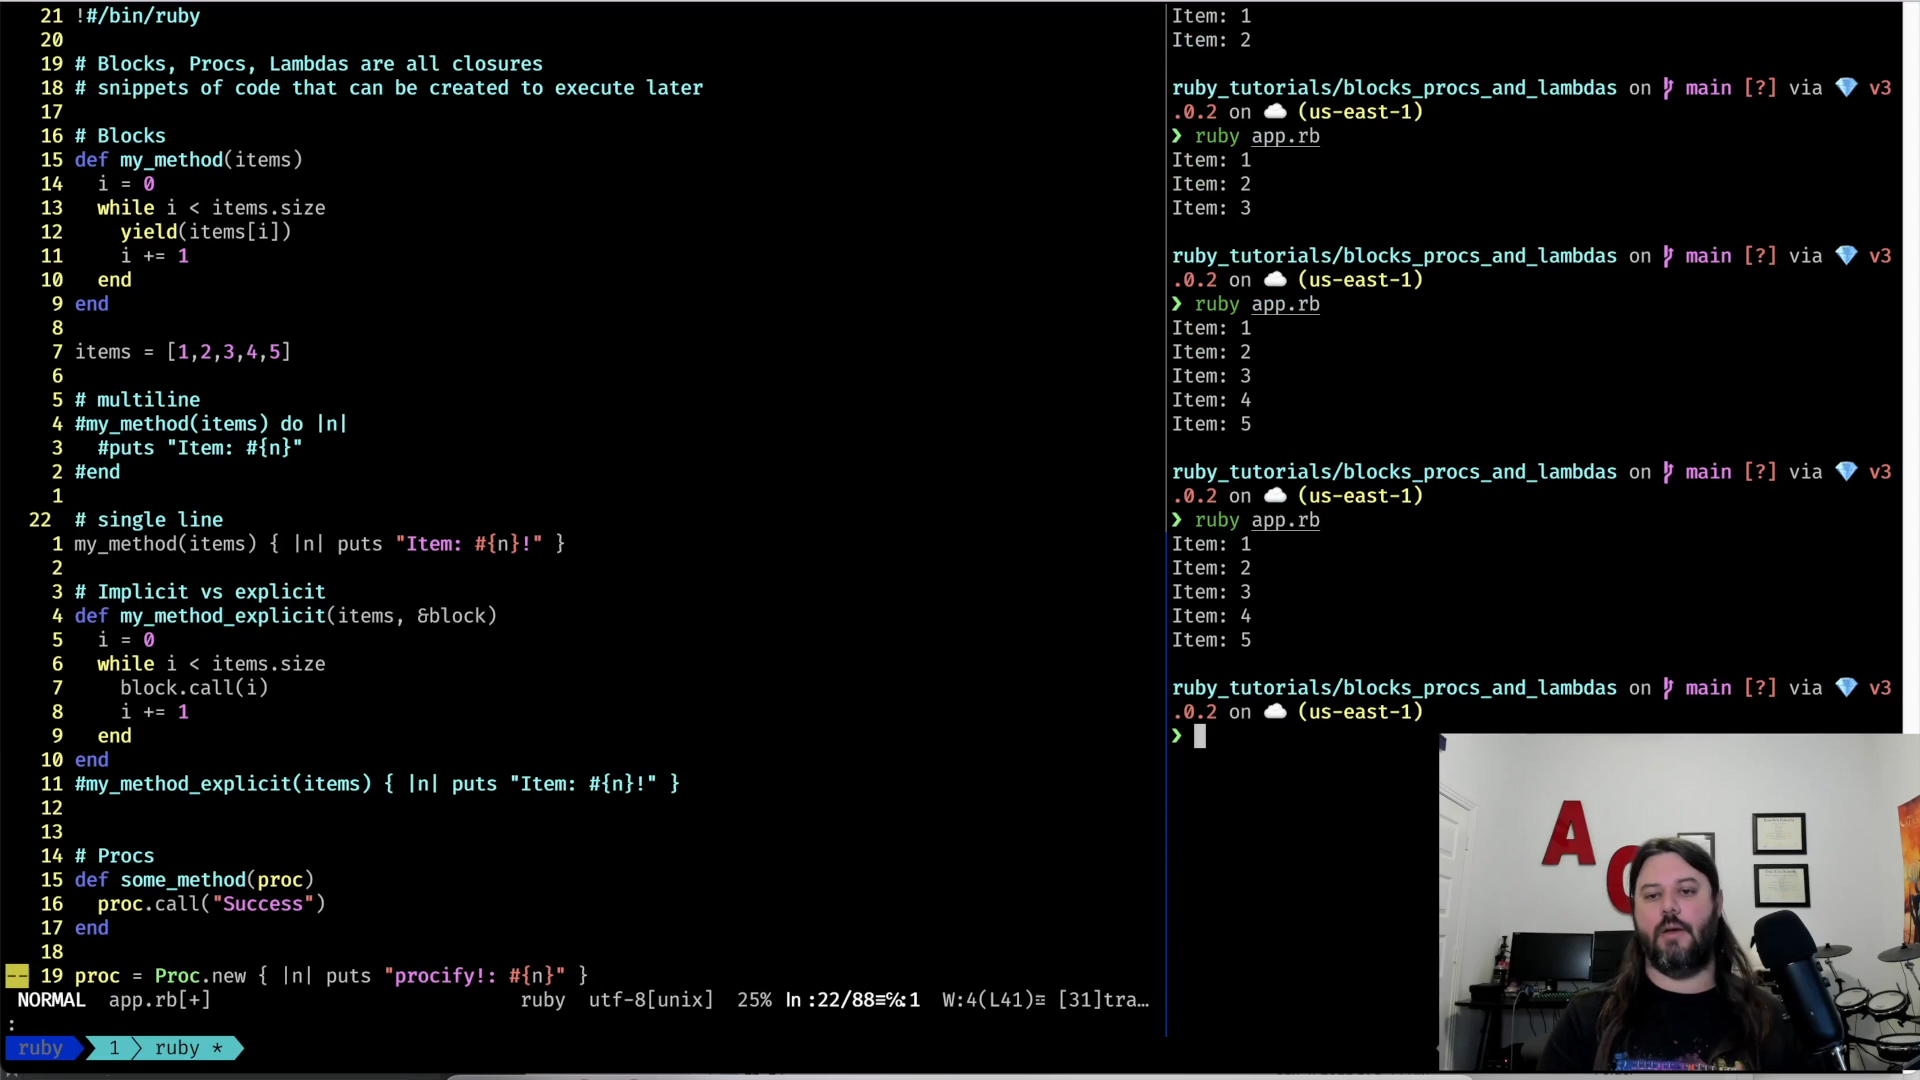 21 !#/bin/ruby
20
19 # Blocks, Procs, Lambdas are all closures
18 # snippets of code that can be created to execute later
17
16 # Blocks
15 def my_method(items)
14   i = 0
13   while i < items.size
12     yield(items[i])
11     i += 1
10   end
9 end
8
7 items = [1,2,3,4,5]
6
5 # multiline
4 #my_method(items) do |n|
3   #puts "Item: #{n}"
2 #end
1
22 # single line
1 my_method(items) { |n| puts "Item: #{n}!" }
2
3 # Implicit vs explicit
4 def my_method_explicit(items, &block)
5   i = 0
6   while i < items.size
7     block.call(i)
8     i += 1
9   end
10 end
11 #my_method_explicit(items) { |n| puts "Item: #{n}!" }
12
13
14 # Procs
15 def some_method(proc)
16   proc.call("Success")
17 end
18
-- 19 proc = Proc.new { |n| puts "procify!: #{n}" }
NORMAL app.rb[+] ruby utf-8[unix] 25% ln :22/88≡℅:1 W:4(L41)≡ [31]tra…
:
ruby 1 ruby *
Item: 1
Item: 2
ruby_tutorials/blocks_procs_and_lambdas on main [?] via 💎 v3
.0.2 on ☁️ (us-east-1)
❯ ruby app.rb
Item: 1
Item: 2
Item: 3
ruby_tutorials/blocks_procs_and_lambdas on main [?] via 💎 v3
.0.2 on ☁️ (us-east-1)
❯ ruby app.rb
Item: 1
Item: 2
Item: 3
Item: 4
Item: 5
ruby_tutorials/blocks_procs_and_lambdas on main [?] via 💎 v3
.0.2 on ☁️ (us-east-1)
❯ ruby app.rb
Item: 1
Item: 2
Item: 3
Item: 4
Item: 5
ruby_tutorials/blocks_procs_and_lambdas on main [?] via 💎 v3
.0.2 on ☁️ (us-east-1)
❯
A